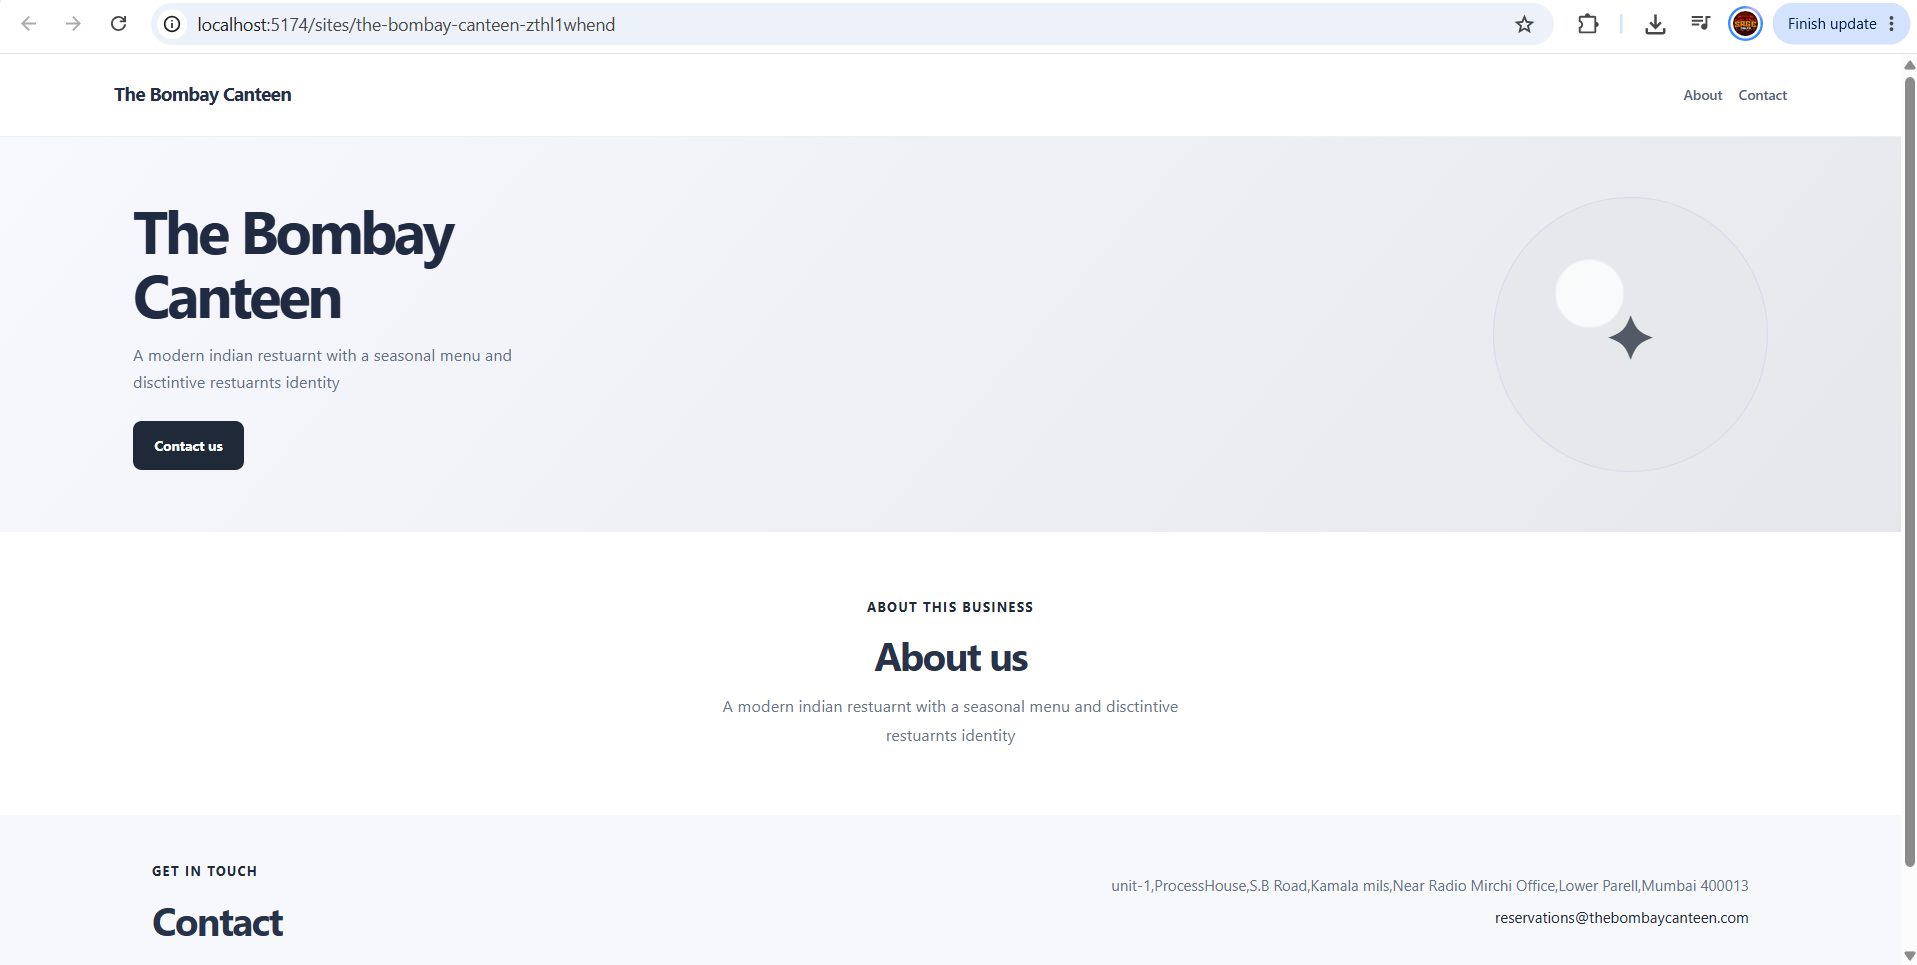 localhost:5174/sites/the-bombay-canteen-zthl1whend
Finish update
The Bombay Canteen
About Contact
The Bombay
Canteen
A modern indian restuarnt with a seasonal menu and
disctintive restuarnts identity
Contact us
ABOUT THIS BUSINESS
About us
A modern indian restuarnt with a seasonal menu and disctintive
restuarnts identity
GET IN TOUCH
Contact
unit-1,ProcessHouse,S.B Road,Kamala mils,Near Radio Mirchi Office,Lower Parell,Mumbai 400013
reservations@thebombaycanteen.com